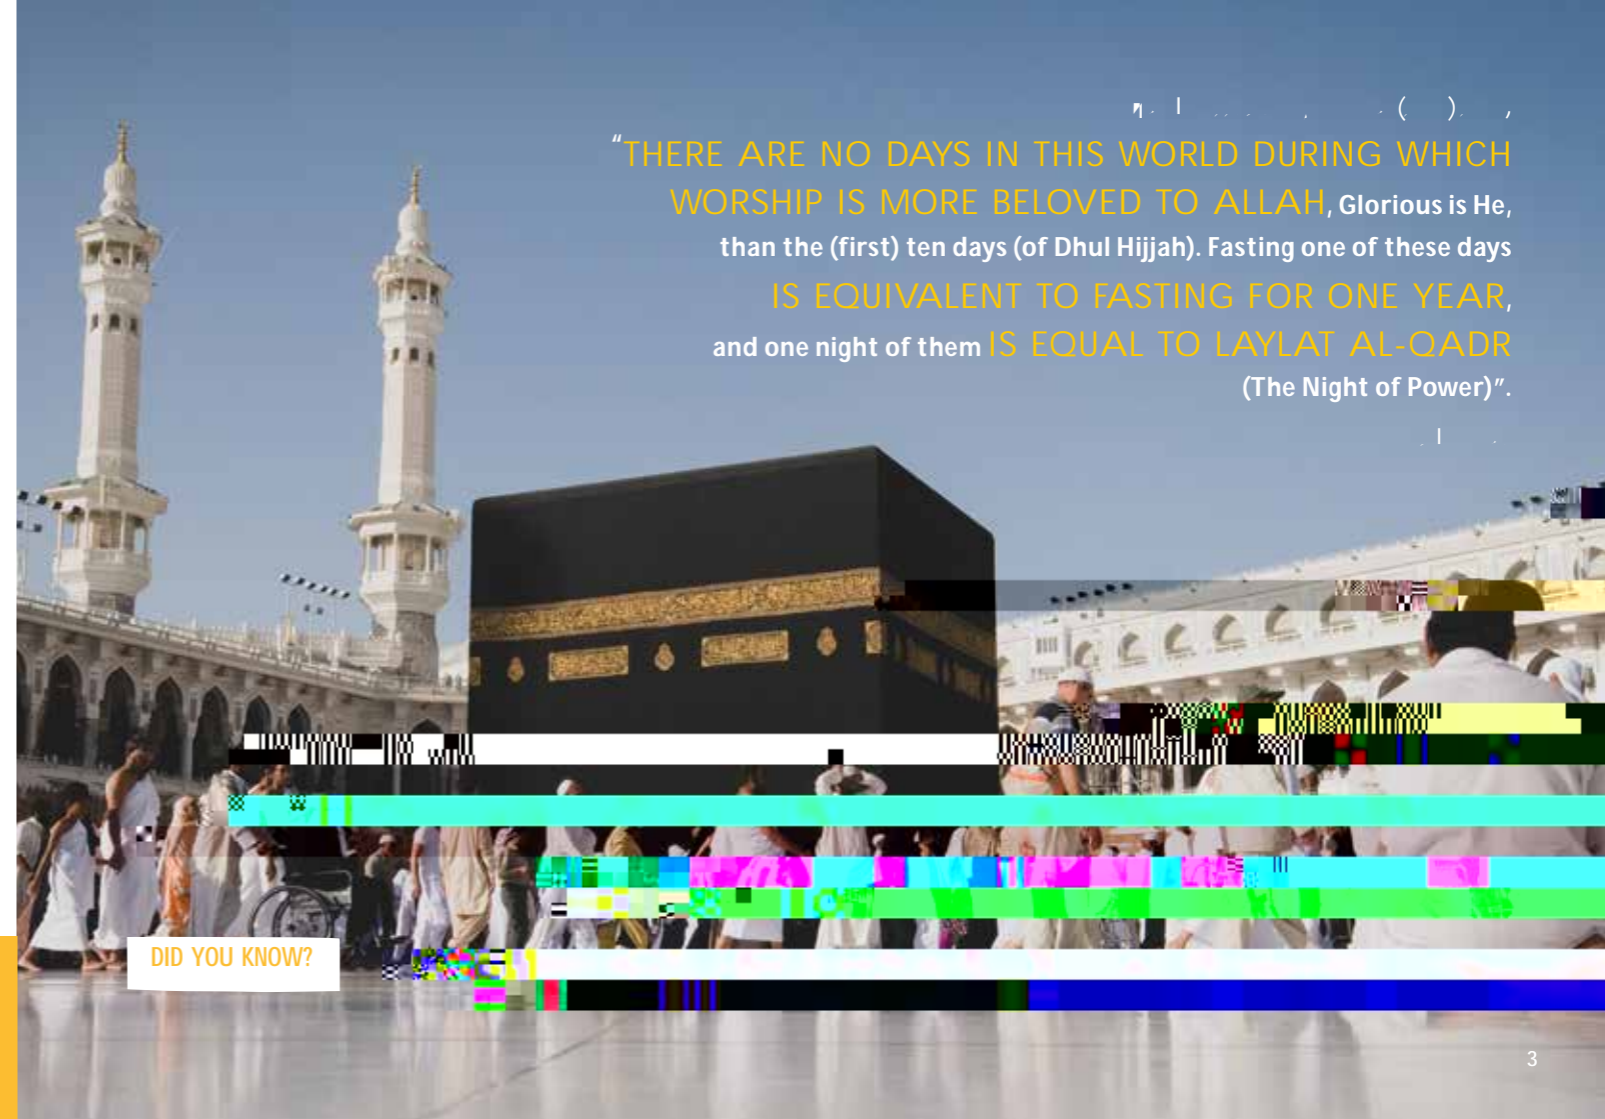 “THERE ARE NO DAYS IN THIS WORLD DURING WHICH
WORSHIP IS MORE BELOVED TO ALLAH, Glorious is He,
than the (first) ten days (of Dhul Hijjah). Fasting one of these days
IS EQUIVALENT TO FASTING FOR ONE YEAR,
and one night of them IS EQUAL TO LAYLAT AL-QADR
(The Night of Power)”.
DID YOU KNOW?
3